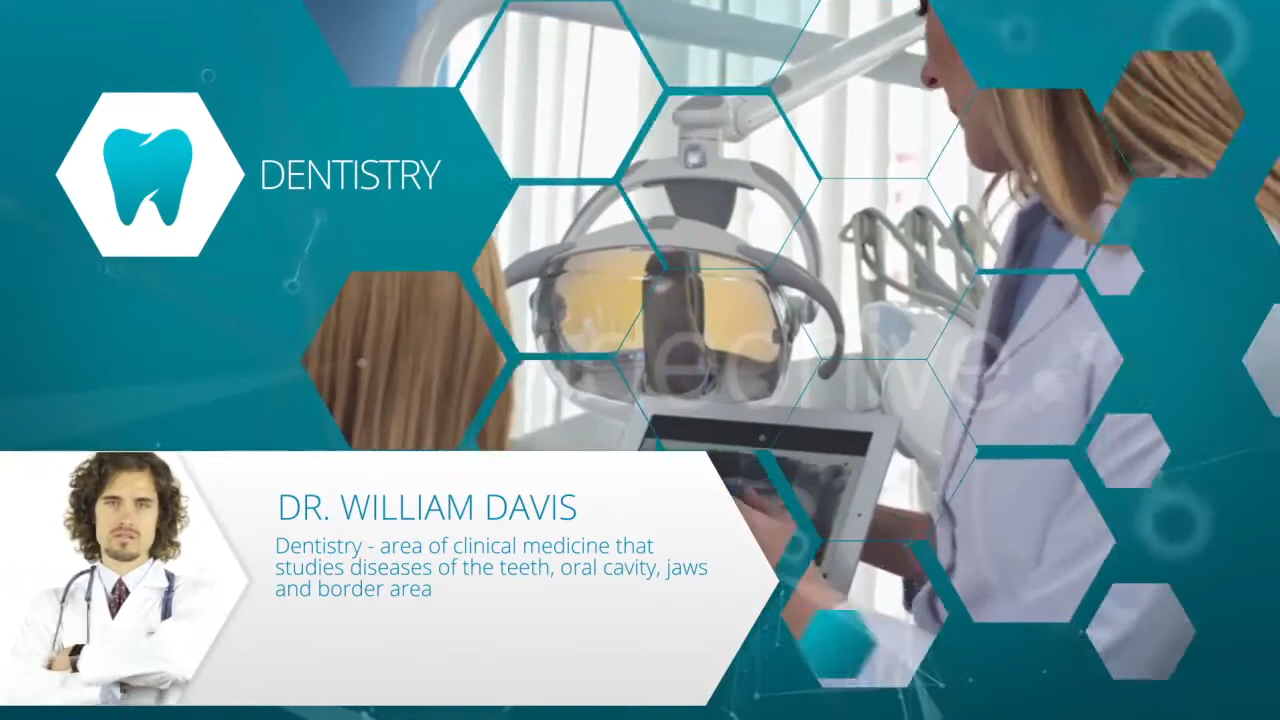 DENTISTRY
DR. WILLIAM DAVIS
Dentistry - area of clinical medicine that
studies diseases of the teeth, oral cavity, jaws
and border area